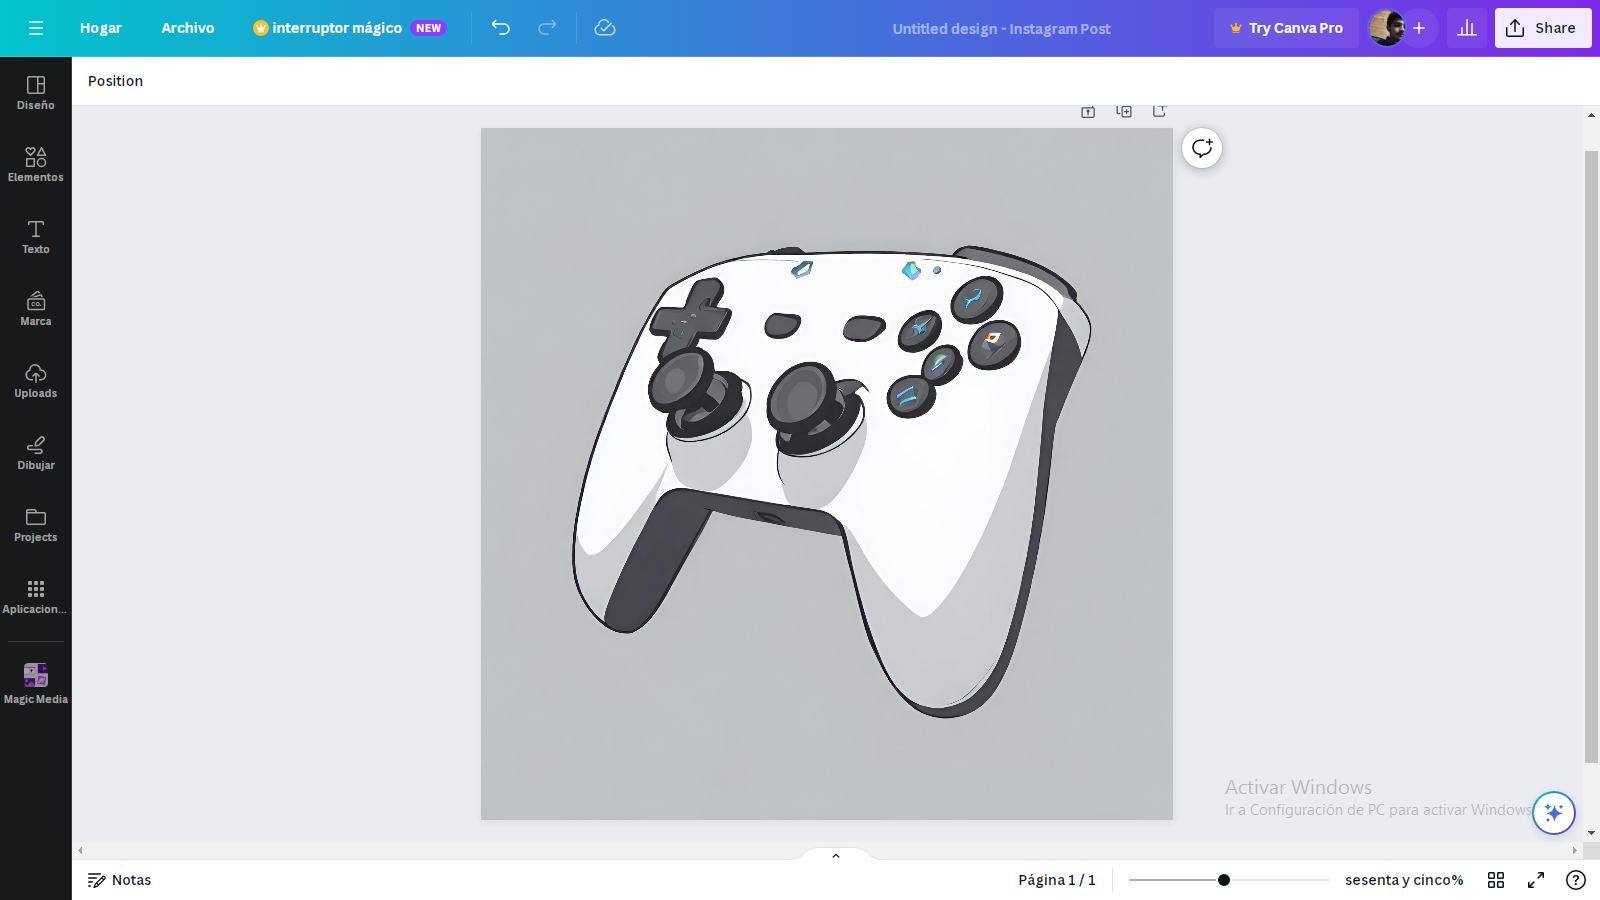 Hogar
Archivo
interruptor mágico NEW
Untitled design - Instagram Post
Try Canva Pro
Share
Position
Diseño
Elementos
Texto
CO.
Marca
Uploads
Dibujar
Projects
Aplicacion...
Magic Media
Activar Windows
Ir a Configuración de PC para activar Windows
Notas
Página 1 / 1
sesenta y cinco%